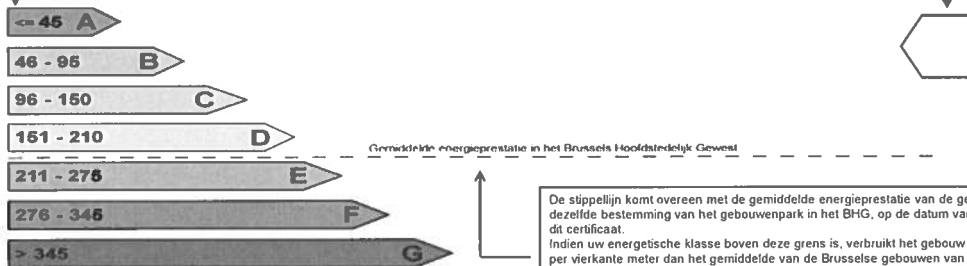 <= 45 A
46 - 95 B
96 - 150 C
151 - 210 D
Gemiddelde energieprestatie in het Brussels Hoofdstedelijk Gewest
211 - 275 E
276 - 345 F
> 345 G
De stippellijn komt overeen met de gemiddelde energieprestatie van de ge
dezelfde bestemming van het gebouwenpark in het BHG, op de datum va
dit certificaat.
Indien uw energetische klasse boven deze grens is, verbruikt het gebouw
per vierkante meter dan het gemiddelde van de Brusselse gebouwen van